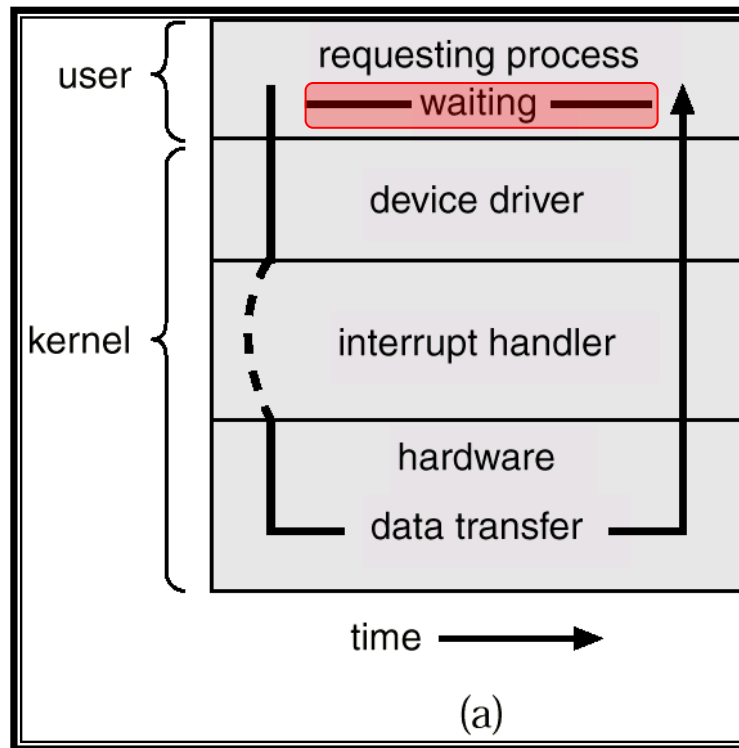 requesting process
user
waiting
device driver
kernel
interrupt handler
hardware
data transfer
time
(a)